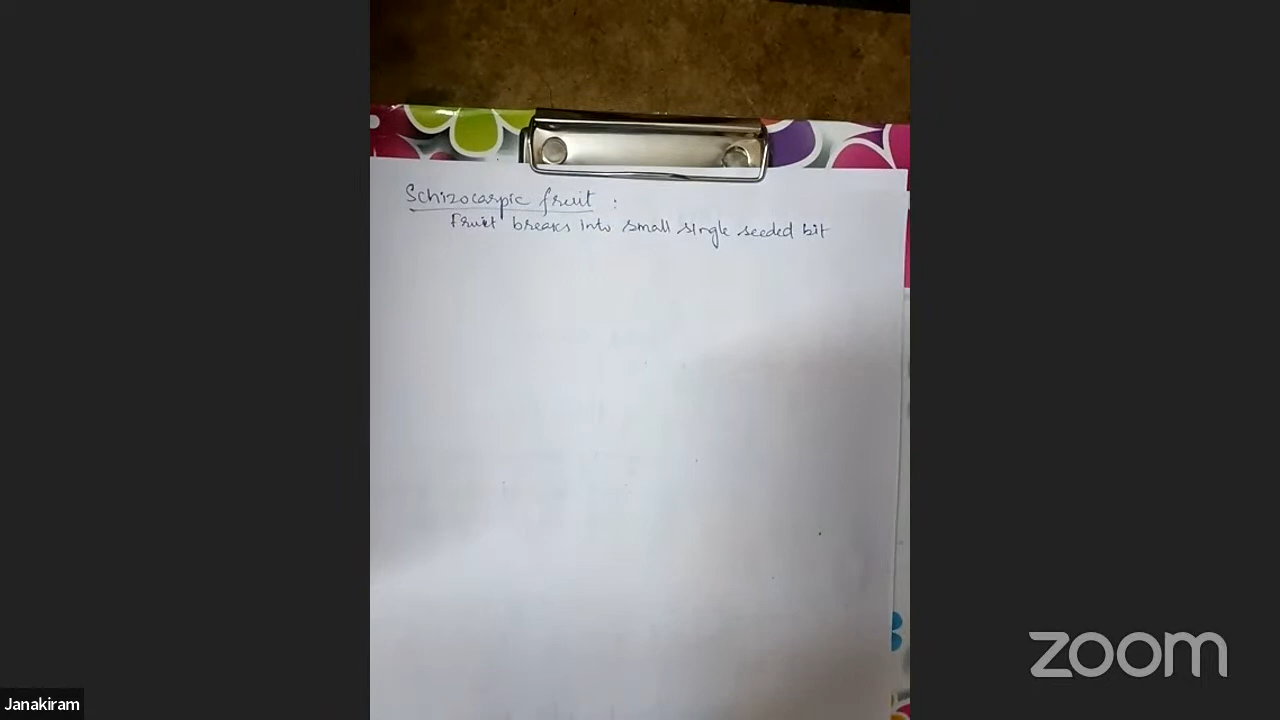 Schizocarpic fruit :
Fruit breaks into small single seeded bit
zoom
Janakiram